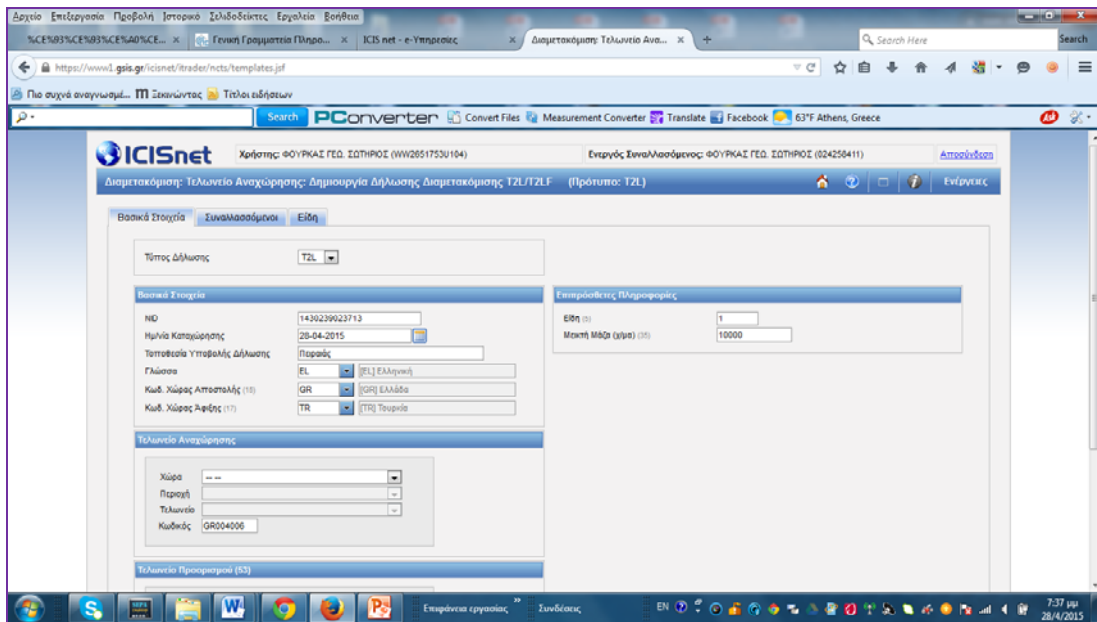 Αρχείο Επεξεργασία Προβολή Ιστορικό Σελιδοδείκτες Εργαλεία Βοήθεια
%CE%93%CE%93%CE%A0%CE... × Γενική Γραμματεία Πληρο... × ICIS net - e-Υπηρεσίες × Διαμετακόμιση: Τελωνείο Ανα... × + Search Here Search
https://www1.gsis.gr/icisnet/itrader/ncts/templates.jsf
Πιο συχνά αναγνωσμέ... Ξεκινώντας Τίτλοι ειδήσεων
Search PConverter Convert Files Measurement Converter Translate Facebook 63°F Athens, Greece
ICISnet Χρήστης: ΦΟΥΡΚΑΣ ΓΕΩ. ΣΩΤΗΡΙΟΣ (WW2651753U104) Ενεργός Συναλλασσόμενος: ΦΟΥΡΚΑΣ ΓΕΩ. ΣΩΤΗΡΙΟΣ (024258411) Αποσύνδεση
Διαμετακόμιση: Τελωνείο Αναχώρησης: Δημιουργία Δήλωσης Διαμετακόμισης T2L/T2LF (Πρότυπο: T2L) Ενέργειες
Βασικά Στοιχεία Συναλλασσόμενοι Είδη
Τύπος Δήλωσης T2L
Βασικά Στοιχεία Επιπρόσθετες Πληροφορίες
NID 1430239023713 Είδη (5) 1
Ημ/νία Καταχώρησης 28-04-2015 Μεικτή Μάζα (χ/μα) (35) 10000
Τοποθεσία Υποβολής Δήλωσης Πειραιάς
Γλώσσα EL [EL] Ελληνική
Κωδ. Χώρας Αποστολής (15) GR [GR] Ελλάδα
Κωδ. Χώρας Άφιξης (17) TR [TR] Τουρκία
Τελωνείο Αναχώρησης
Χώρα -- --
Περιοχή
Τελωνείο
Κωδικός GR004006
Τελωνείο Προορισμού (53)
Επιφάνεια εργασίας Συνδέσεις EN 7:37 μμ
28/4/2015